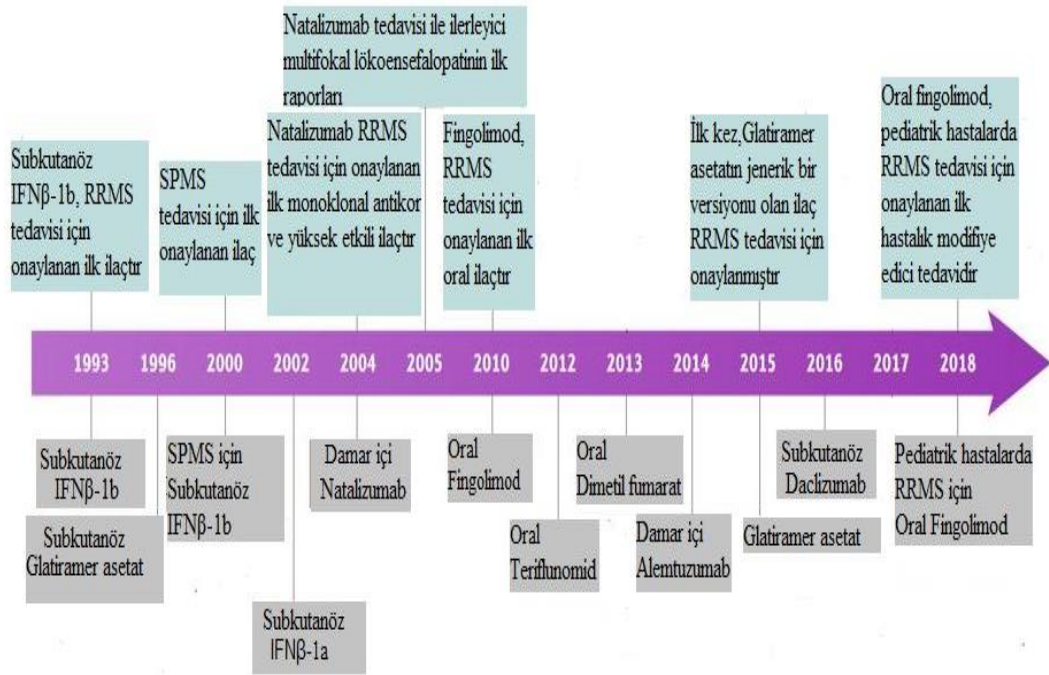 Natalizumab tedavisi ile ilerleyici
multifokal lökoensefalopatinin ilk
raporları
Subkutanöz
IFNβ-1b, RRMS
tedavisi için
onaylanan ilk ilaçtır
SPMS
tedavisi için ilk
onaylanan ilaç
Natalizumab RRMS
tedavisi için onaylanan
ilk monoklonal antikor
ve yüksek etkili ilaçtır
Fingolimod,
RRMS
tedavisi için
onaylanan ilk
oral ilaçtır
İlk kez,Glatiramer
asetatın jenerik bir
versiyonu olan ilaç
RRMS tedavisi için
onaylanmıştır
Oral fingolimod,
pediatrik hastalarda
RRMS tedavisi için
onaylanan ilk
hastalık modifiye
edici tedavidir
1993 1996 2000 2002 2004 2005 2010 2012 2013 2014 2015 2016 2017 2018
Subkutanöz
IFNβ-1b
Subkutanöz
Glatiramer asetat
SPMS için
Subkutanöz
IFNβ-1b
Subkutanöz
IFNβ-1a
Damar içi
Natalizumab
Oral
Fingolimod
Oral
Teriflunomid
Oral
Dimetil fumarat
Damar içi
Alemtuzumab
Glatiramer asetat
Subkutanöz
Daclizumab
Pediatrik hastalarda
RRMS için
Oral Fingolimod